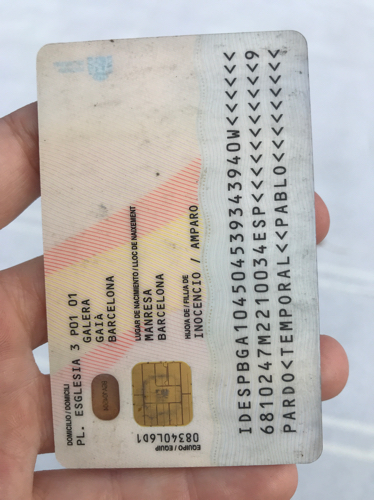 DOMICILIO / DOMICILI
PL. ESGLESIA 3 P01 01
GALERA
GAIÀ
BARCELONA
LUGAR DE NACIMIENTO / LLOC DE NAIXEMENT
MANRESA
BARCELONA
HIJO/A DE / FILL/A DE
INOCENCIO / AMPARO
EQUIPO / EQUIP
08340L6D1
IDESPBGA104504539343940W<<<<<<
6810247M2210034ESP<<<<<<<<<<<9
PARDO<TEMPORAL<<PABLO<<<<<<<<<